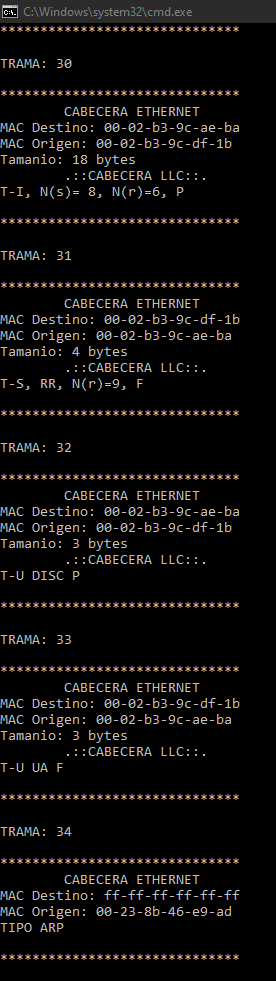 C:\Windows\system32\cmd.exe
******************************
TRAMA: 30
******************************
CABECERA ETHERNET
MAC Destino: 00-02-b3-9c-ae-ba
MAC Origen: 00-02-b3-9c-df-1b
Tamanio: 18 bytes
.::CABECERA LLC::.
T-I, N(s)= 8, N(r)=6, P
******************************
TRAMA: 31
******************************
CABECERA ETHERNET
MAC Destino: 00-02-b3-9c-df-1b
MAC Origen: 00-02-b3-9c-ae-ba
Tamanio: 4 bytes
.::CABECERA LLC::.
T-S, RR, N(r)=9, F
******************************
TRAMA: 32
******************************
CABECERA ETHERNET
MAC Destino: 00-02-b3-9c-ae-ba
MAC Origen: 00-02-b3-9c-df-1b
Tamanio: 3 bytes
.::CABECERA LLC::.
T-U DISC P
******************************
TRAMA: 33
******************************
CABECERA ETHERNET
MAC Destino: 00-02-b3-9c-df-1b
MAC Origen: 00-02-b3-9c-ae-ba
Tamanio: 3 bytes
.::CABECERA LLC::.
T-U UA F
******************************
TRAMA: 34
******************************
CABECERA ETHERNET
MAC Destino: ff-ff-ff-ff-ff-ff
MAC Origen: 00-23-8b-46-e9-ad
TIPO ARP
******************************